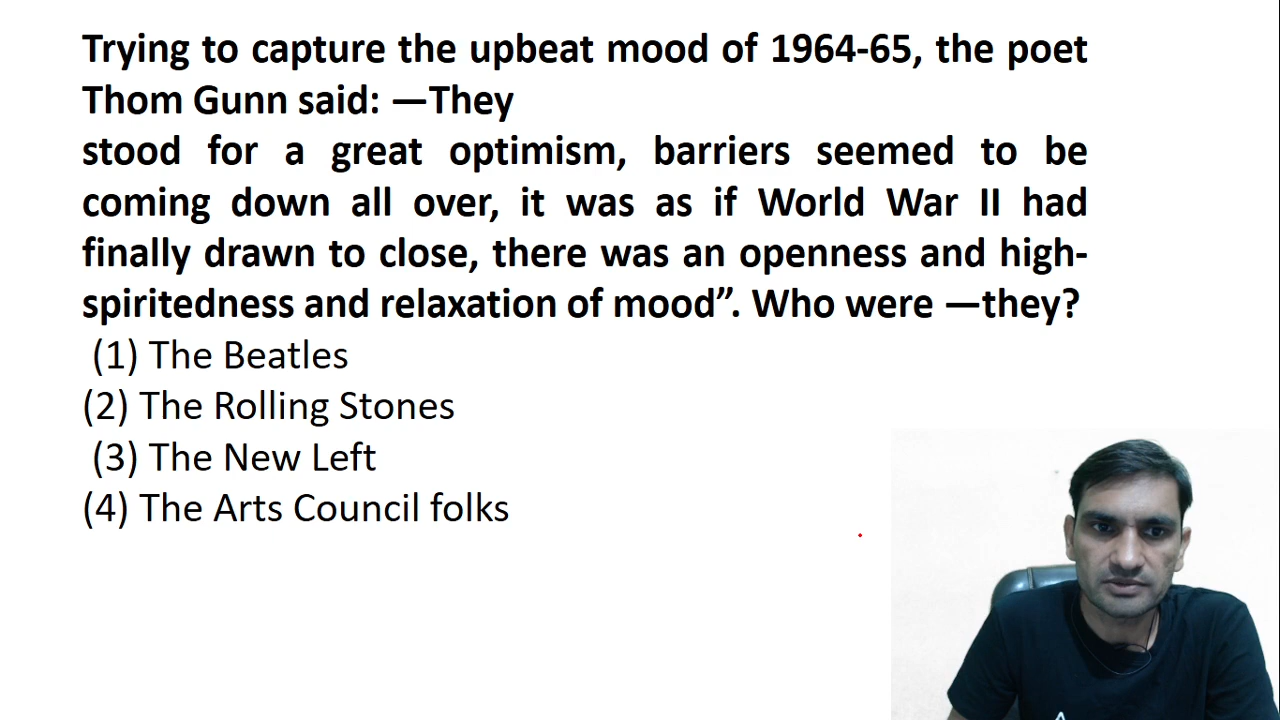 Trying to capture the upbeat mood of 1964-65, the poet
Thom Gunn said: —They
stood for a great optimism, barriers seemed to be
coming down all over, it was as if World War II had
finally drawn to close, there was an openness and high-
spiritedness and relaxation of mood”. Who were —they?
(1) The Beatles
(2) The Rolling Stones
(3) The New Left
(4) The Arts Council folks